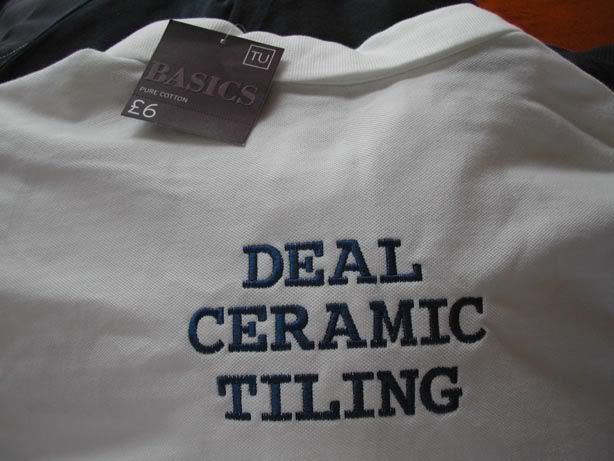 TU
BASICS
PURE COTTON
£6
DEAL
CERAMIC
TILING